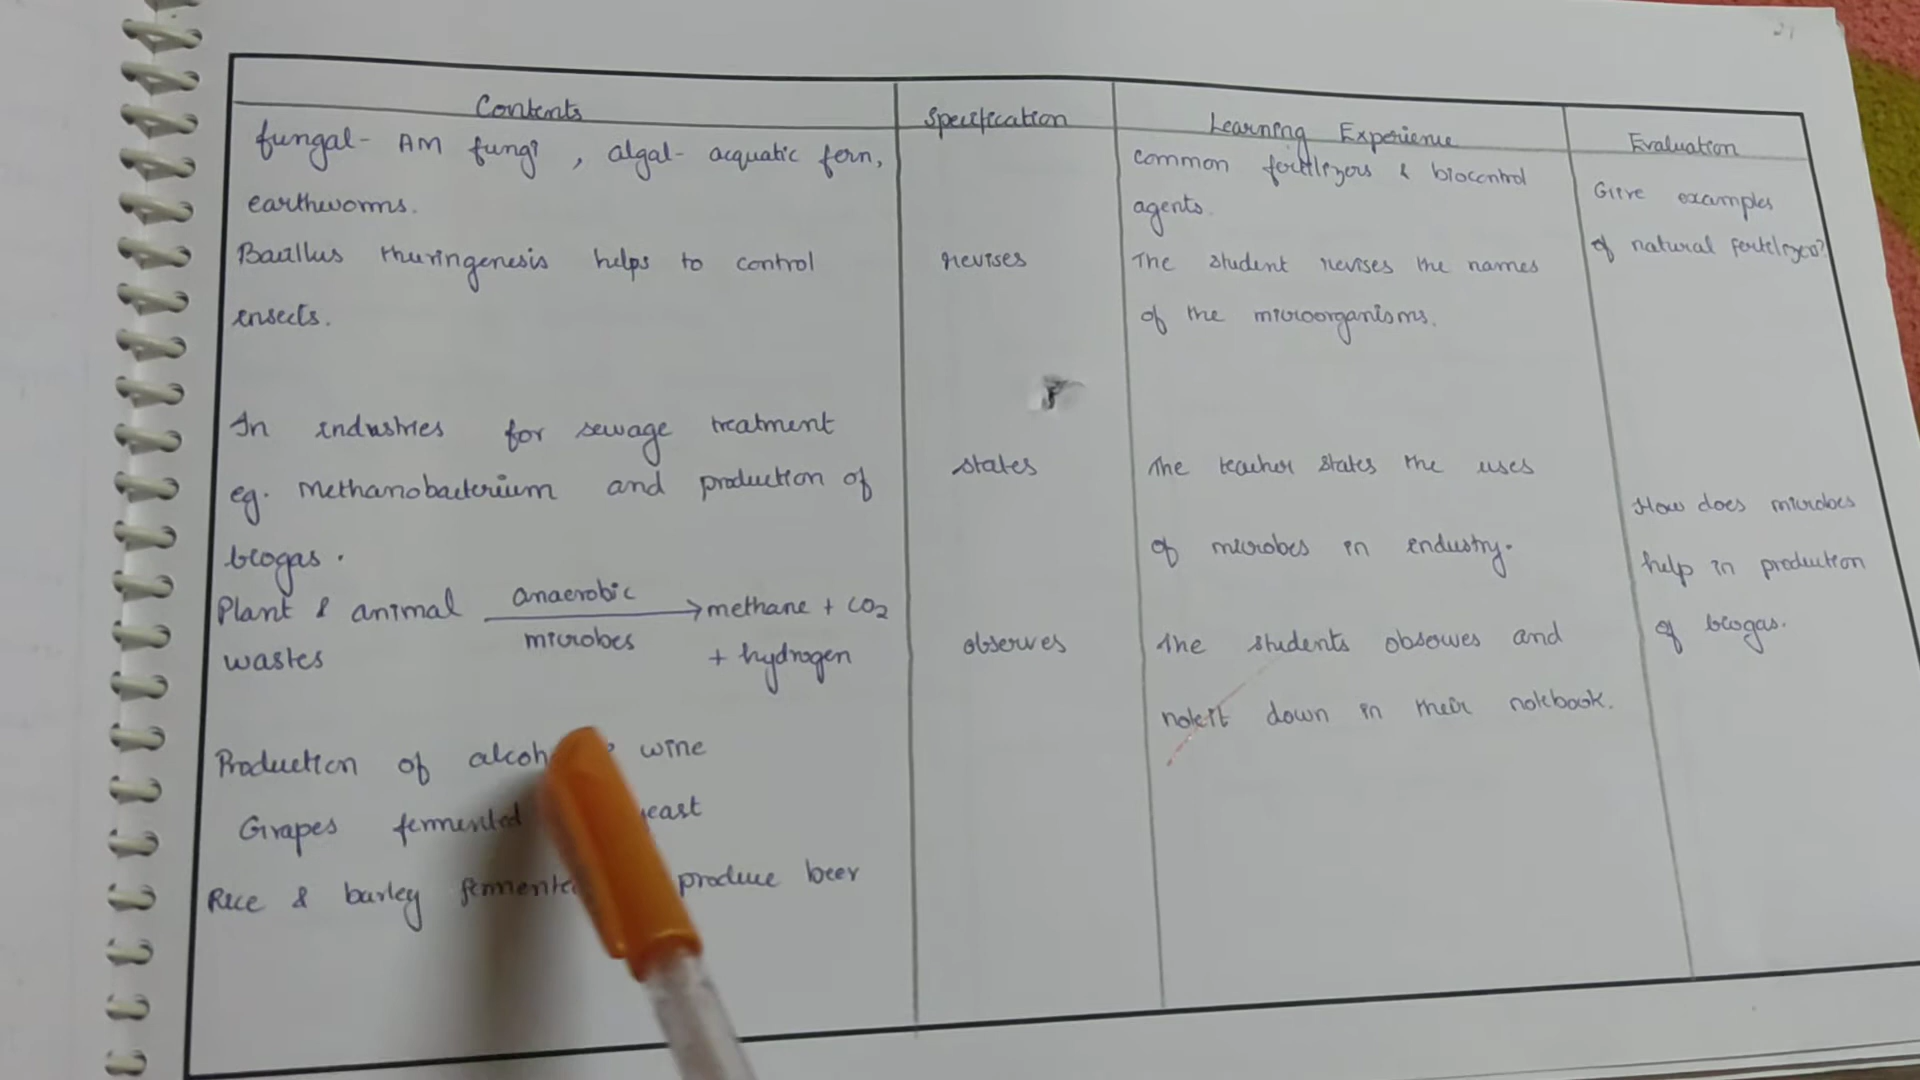 27
Contents
fungal- AM fungi, algal- acquatic fern,
earthworms.
Bacillus thuringenesis helps to control
insects.
In industries for sewage treatment
eg. Methanobacterium and production of
biogas.
Plant & animal anaerobic → methane + CO2
wastes microbes + hydrogen
Production of wine
Grapes fermented
Rice & barley produce beer
Specification
revises
states
observes
Learning Experience
common fertilizers & biocontrol
agents.
The student revises the names
of the microorganisms.
The teacher states the uses
of microbes in industry.
The students observes and
note it down in their notebook.
Evaluation
Give examples
of natural fertilizers?
How does microbes
help in production
of biogas.